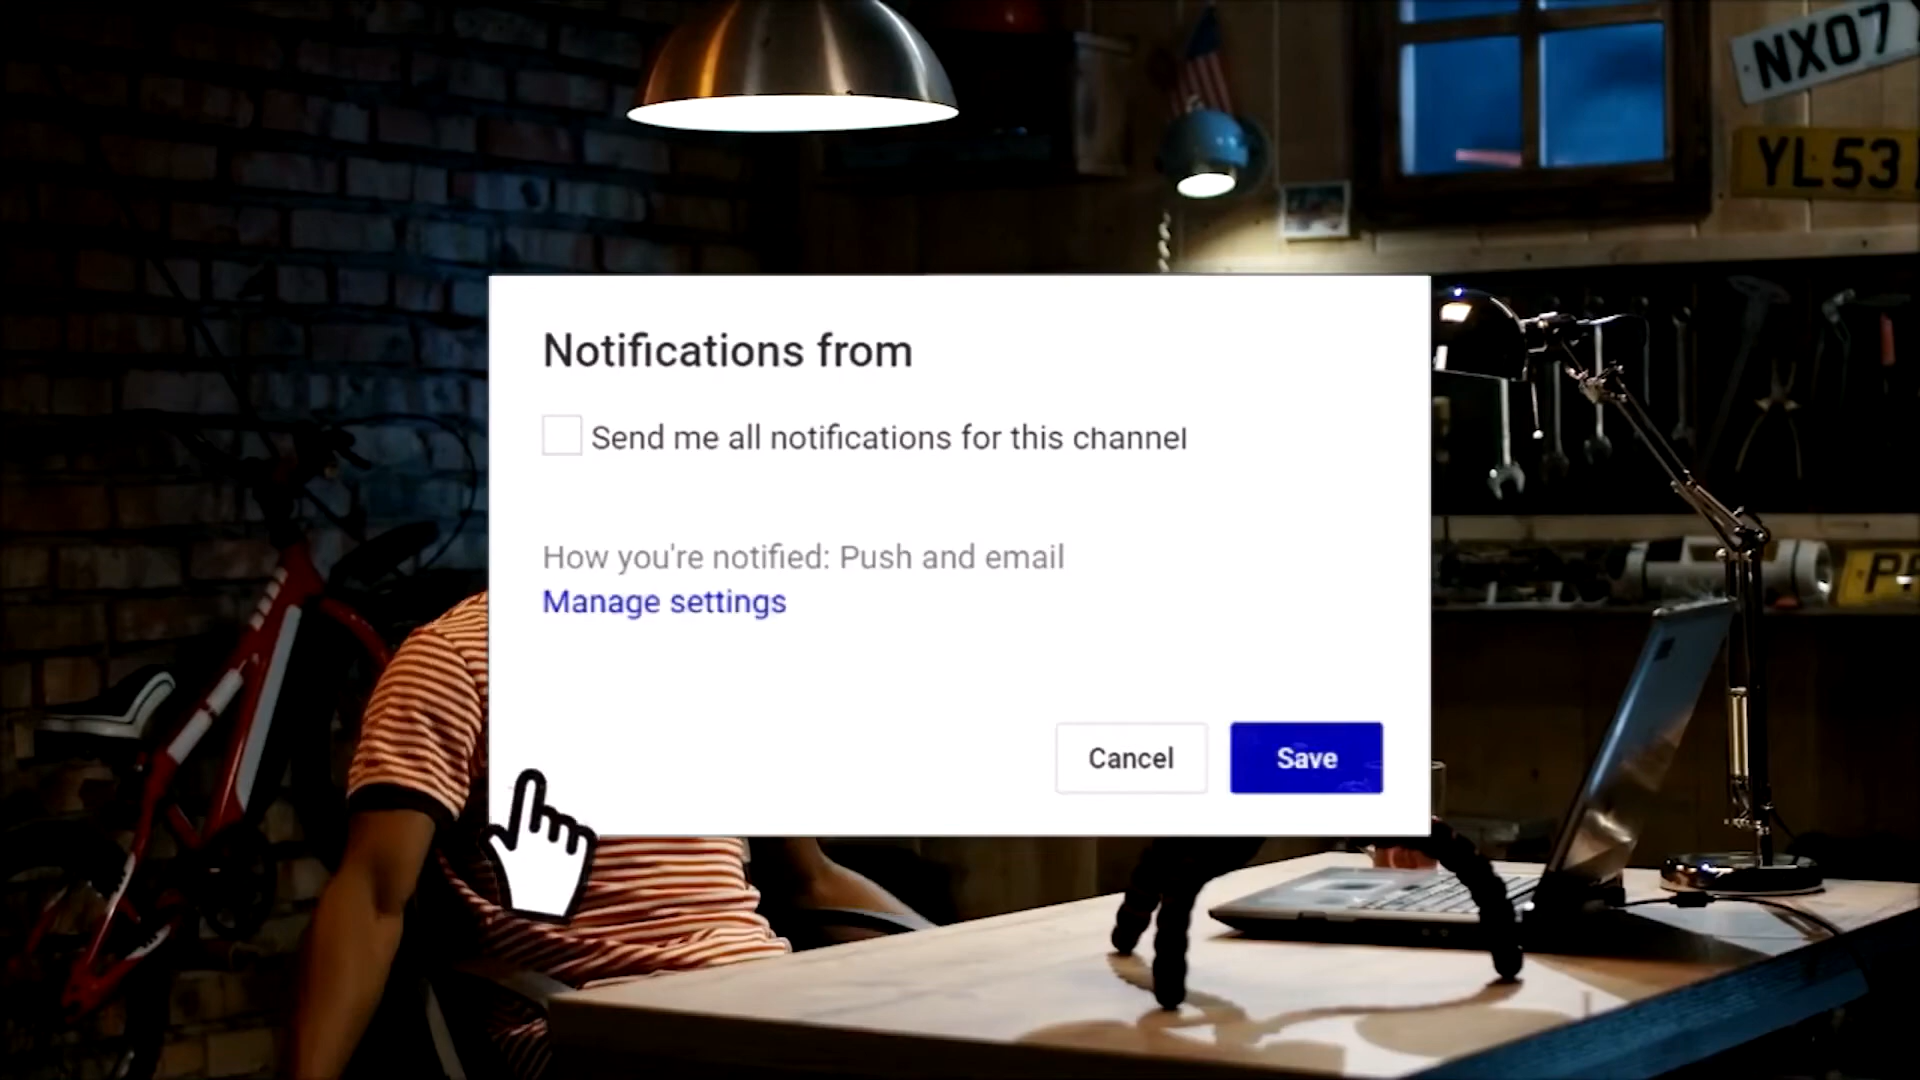 NX07
YL53
Notifications from
Send me all notifications for this channel
How you're notified: Push and email
Manage settings
Cancel
Save